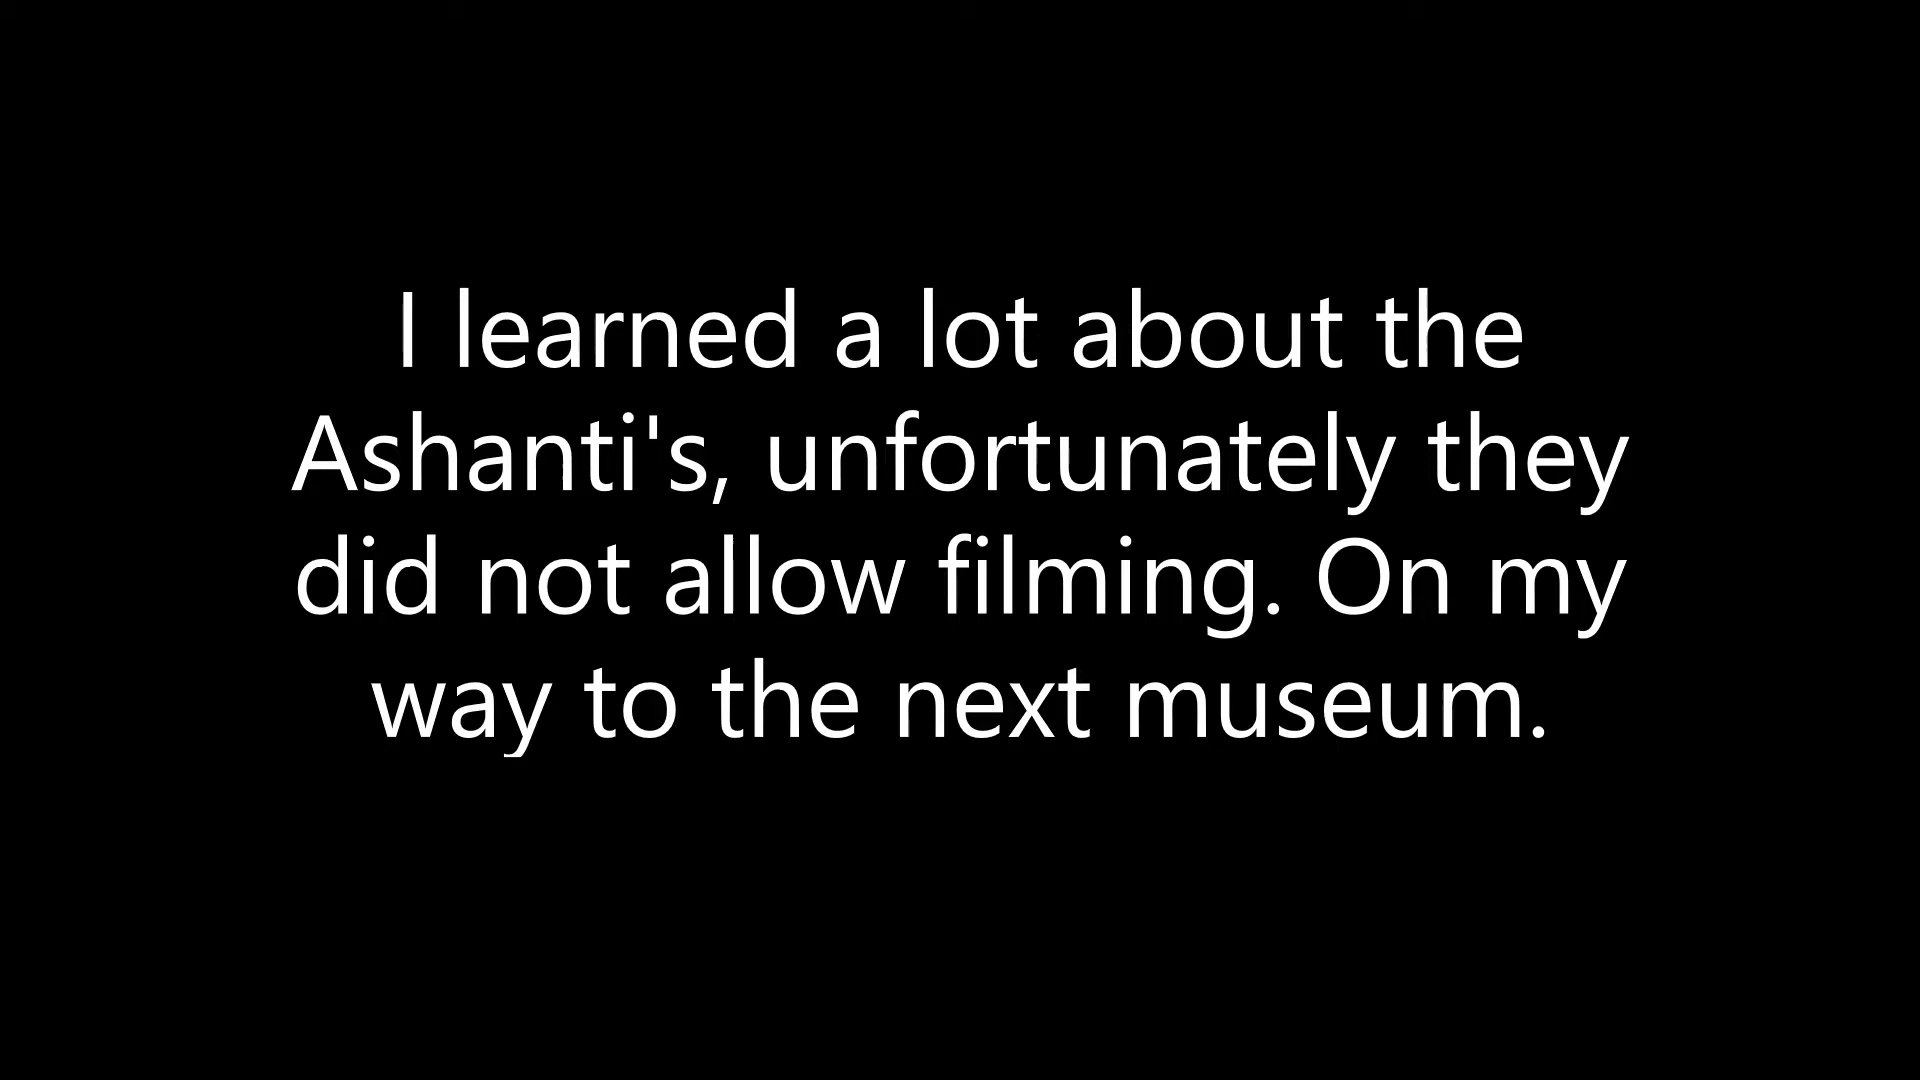 I learned a lot about the
Ashanti's, unfortunately they
did not allow filming. On my
way to the next museum.